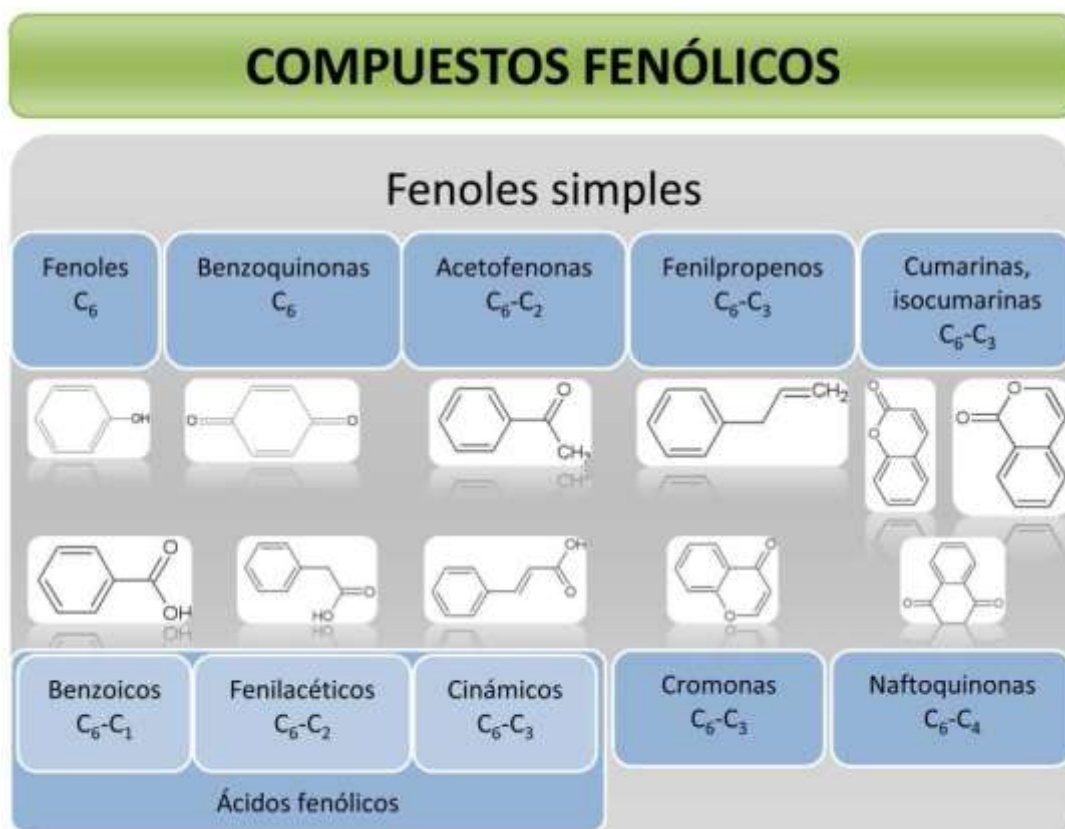 COMPUESTOS FENÓLICOS
Fenoles simples
Fenoles
C₆
Benzoquinonas
C₆
Acetofenonas
C₆-C₂
Fenilpropenos
C₆-C₃
Cumarinas,
isocumarinas
C₆-C₃
OH
O
O
O
CH₃
CH₂
O
O
O
O
O
OH
O
HO
OH
O
O
O
O
O
Benzoicos
C₆-C₁
Fenilacéticos
C₆-C₂
Cinámicos
C₆-C₃
Cromonas
C₆-C₃
Naftoquinonas
C₆-C₄
Ácidos fenólicos